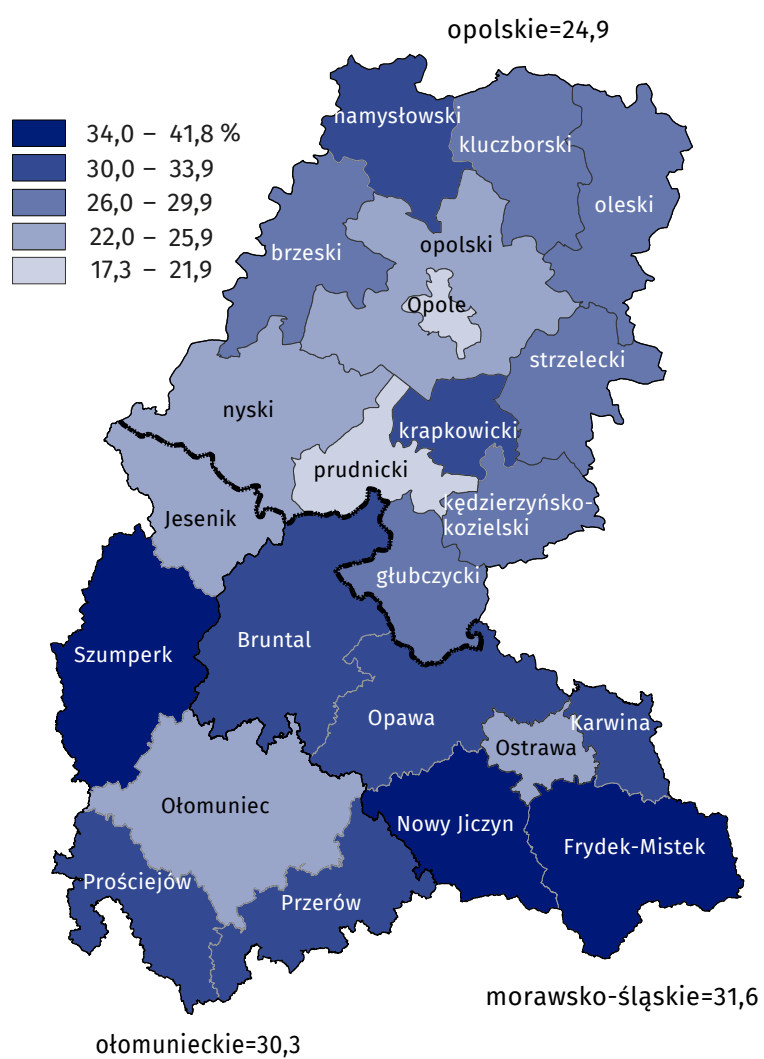 opolskie=24,9
34,0 – 41,8 %
30,0 – 33,9
26,0 – 29,9
22,0 – 25,9
17,3 – 21,9
namysłowski
kluczborski
oleski
brzeski
opolski
Opole
strzelecki
nyski
krapkowicki
prudnicki
kędzierzyńsko-
kozielski
Jesenik
głubczycki
Szumperk
Bruntal
Opawa
Karwina
Ostrawa
Ołomuniec
Nowy Jiczyn
Frydek-Mistek
Prościejów
Przerów
morawsko-śląskie=31,6
ołomunieckie=30,3